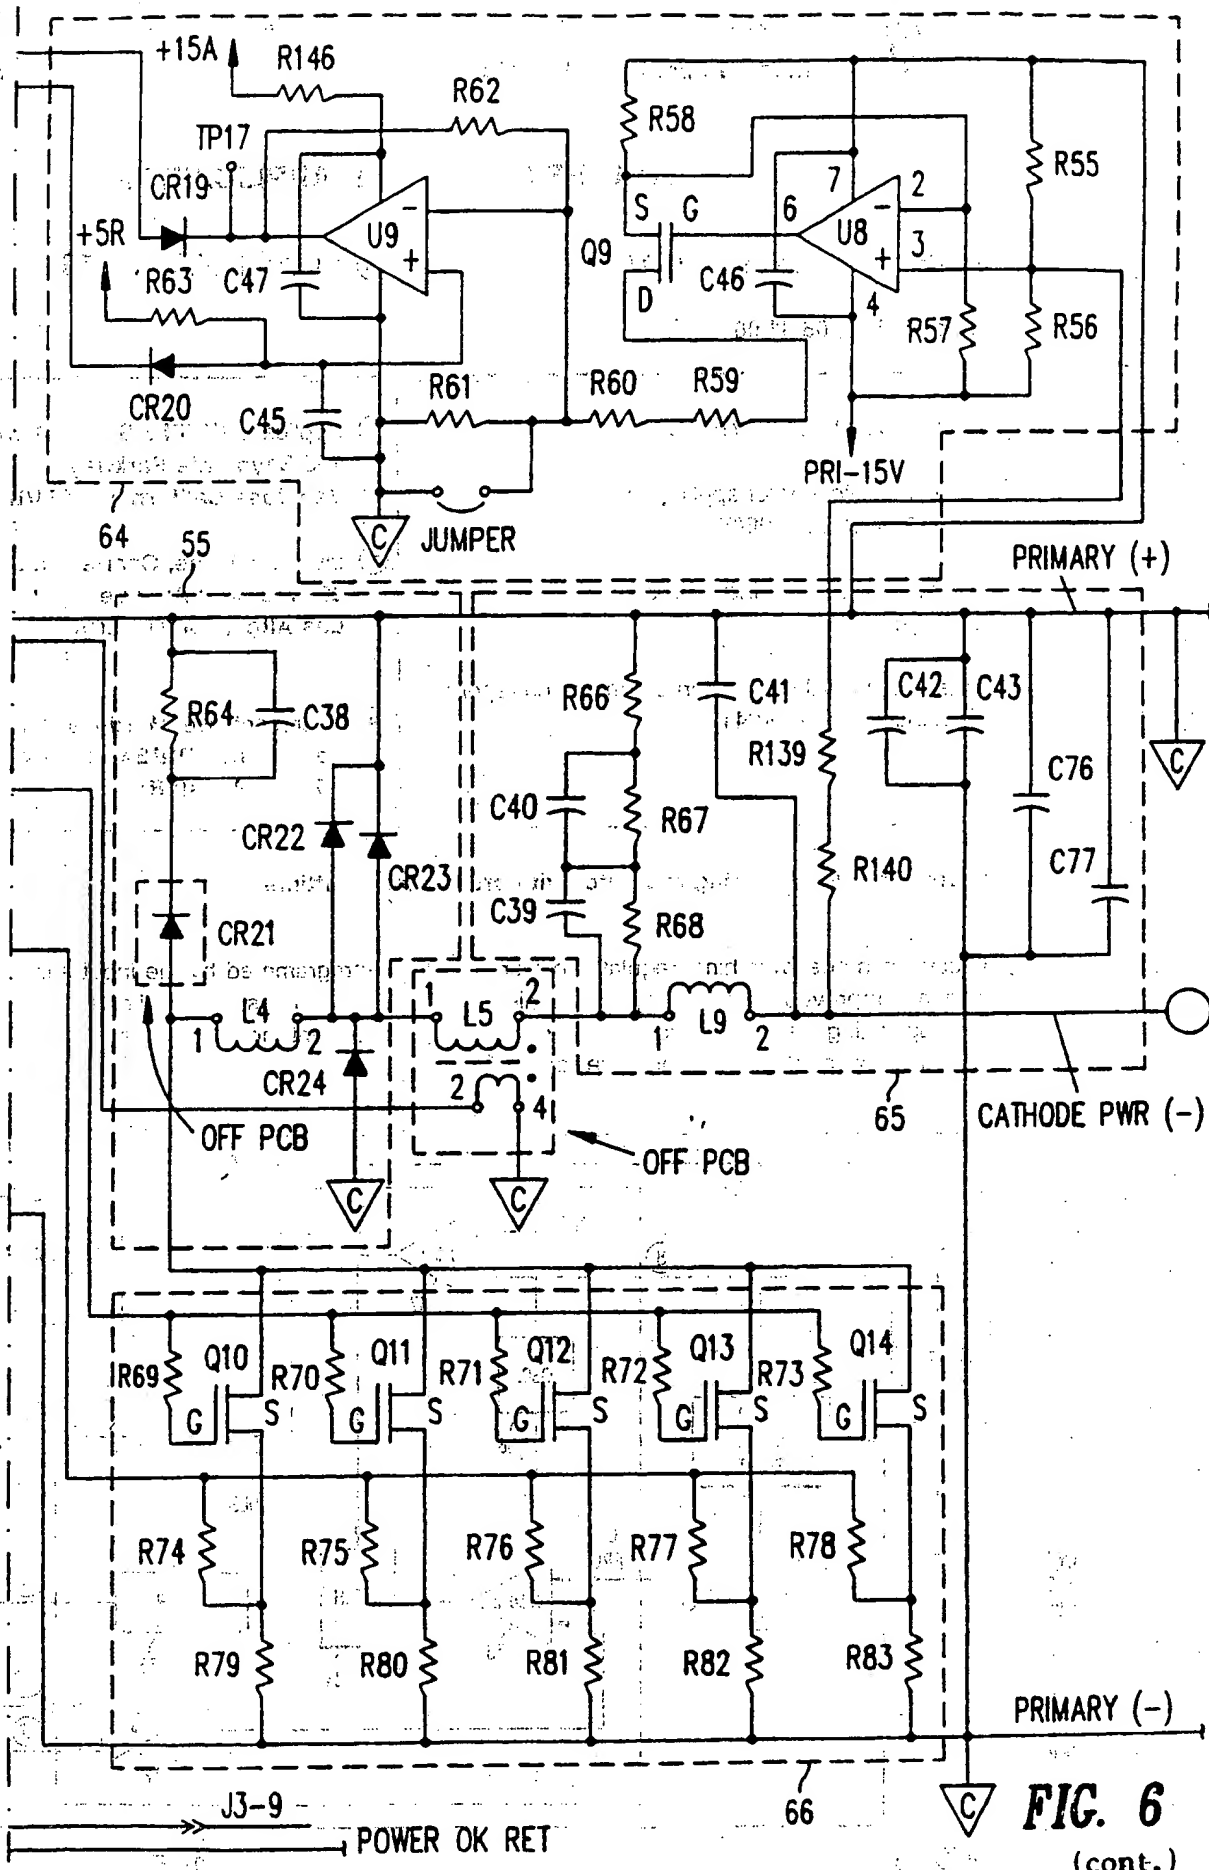 +15A
R146
R62
TP17
CR19
+5R
R63
C47
U9
-
+
CR20
C45
R61
R60
R59
R58
S
G
Q9
D
6
7
U8
-
+
2
3
4
C46
R57
R55
R56
PRI-15V
C
JUMPER
64
55
PRIMARY (+)
R64
C38
CR22
CR23
CR21
L4
1
2
CR24
OFF PCB
C
1
L5
2
2
4
C
OFF PCB
R66
C41
C40
R67
C39
R68
1
L9
2
R139
R140
C42
C43
C76
C77
C
65
CATHODE PWR (-)
R69
Q10
G
S
R70
Q11
G
S
R71
Q12
G
S
R72
Q13
G
S
R73
Q14
G
S
R74
R75
R76
R77
R78
R79
R80
R81
R82
R83
PRIMARY (-)
66
C
J3-9
POWER OK RET
FIG. 6
(cont.)